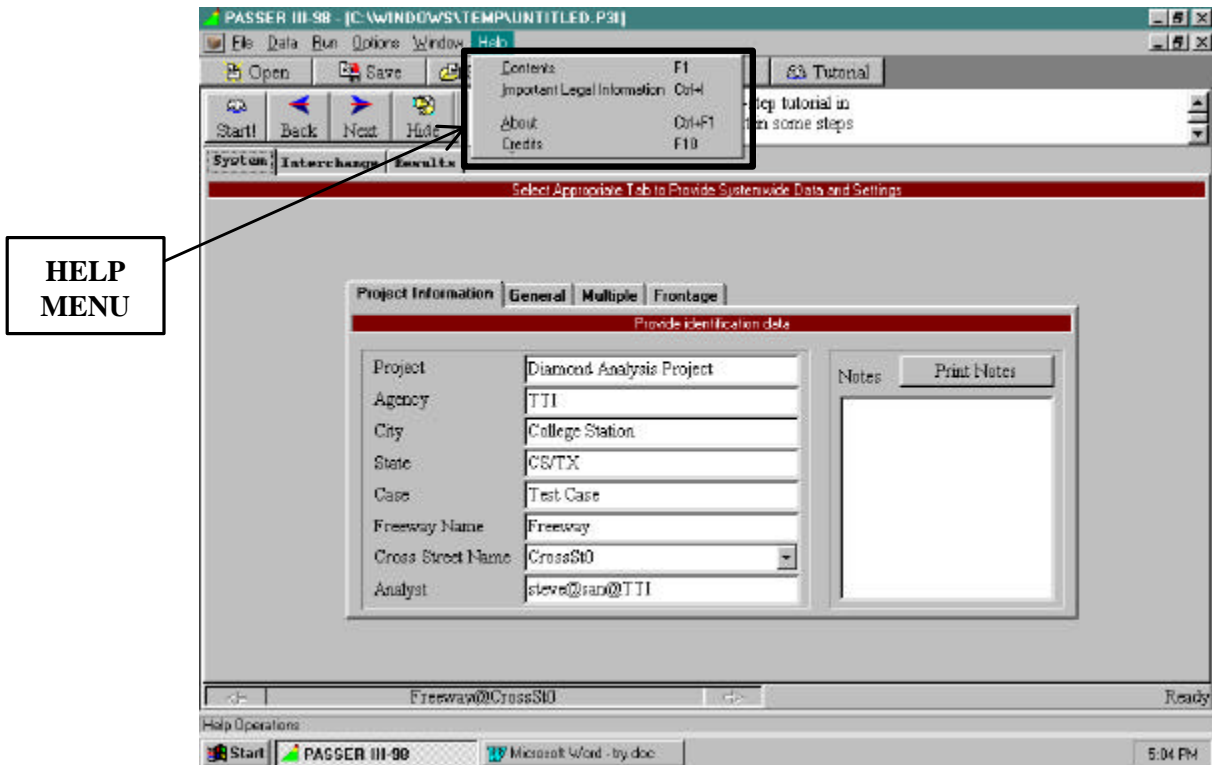 PASSER III-98 - [C:\WINDOWS\TEMP\UNTITLED.P3I]
File Data Run Options Window Help
Open Save Tutorial
Contents F1
Important Legal Information Ctrl+I
About Ctrl+F1
Credits F10
Start! Back Next Hide
-step tutorial in
in some steps
System Interchange Results
Select Appropriate Tab to Provide Systemwide Data and Settings
HELP
MENU
Project Information General Multiple Frontage
Provide identification data
Project Diamond Analysis Project
Notes Print Notes
Agency TTI
City College Station
State CS/TX
Case Test Case
Freeway Name Freeway
Cross Street Name CrossSt0
Analyst steve@san@TTI
Freeway@CrossSt0 Ready
Help Operations
Start PASSER III-98 Microsoft Word - try.doc 5:04 PM